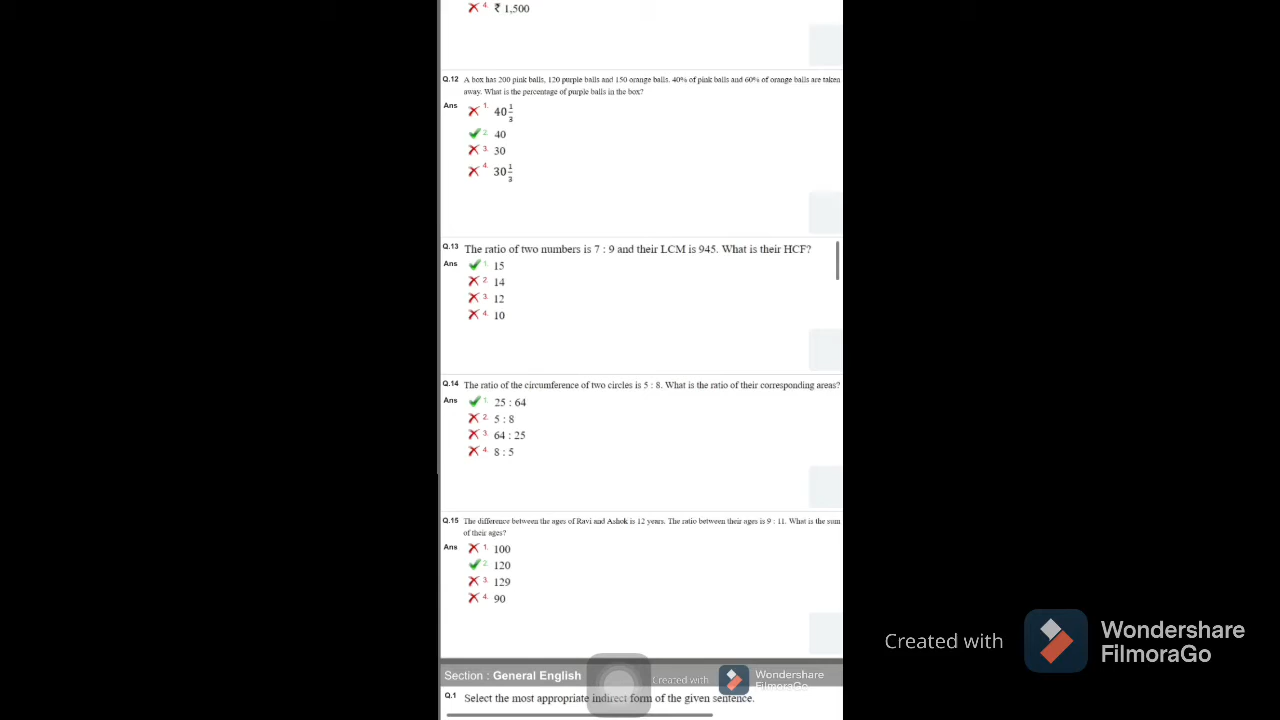 4. ₹ 1,500
Q.12 A box has 200 pink balls, 120 purple balls and 150 orange balls. 40% of pink balls and 60% of orange balls are taken
away. What is the percentage of purple balls in the box?
Ans 1. 40 1/3
2. 40
3. 30
4. 30 1/3
Q.13 The ratio of two numbers is 7 : 9 and their LCM is 945. What is their HCF?
Ans 1. 15
2. 14
3. 12
4. 10
Q.14 The ratio of the circumference of two circles is 5 : 8. What is the ratio of their corresponding areas?
Ans 1. 25 : 64
2. 5 : 8
3. 64 : 25
4. 8 : 5
Q.15 The difference between the ages of Ravi and Ashok is 12 years. The ratio between their ages is 9 : 11. What is the sum
of their ages?
Ans 1. 100
2. 120
3. 129
4. 90
Section : General English
Created with Wondershare
FilmoraGo
Q.1 Select the most appropriate indirect form of the given sentence.
Created with Wondershare
FilmoraGo